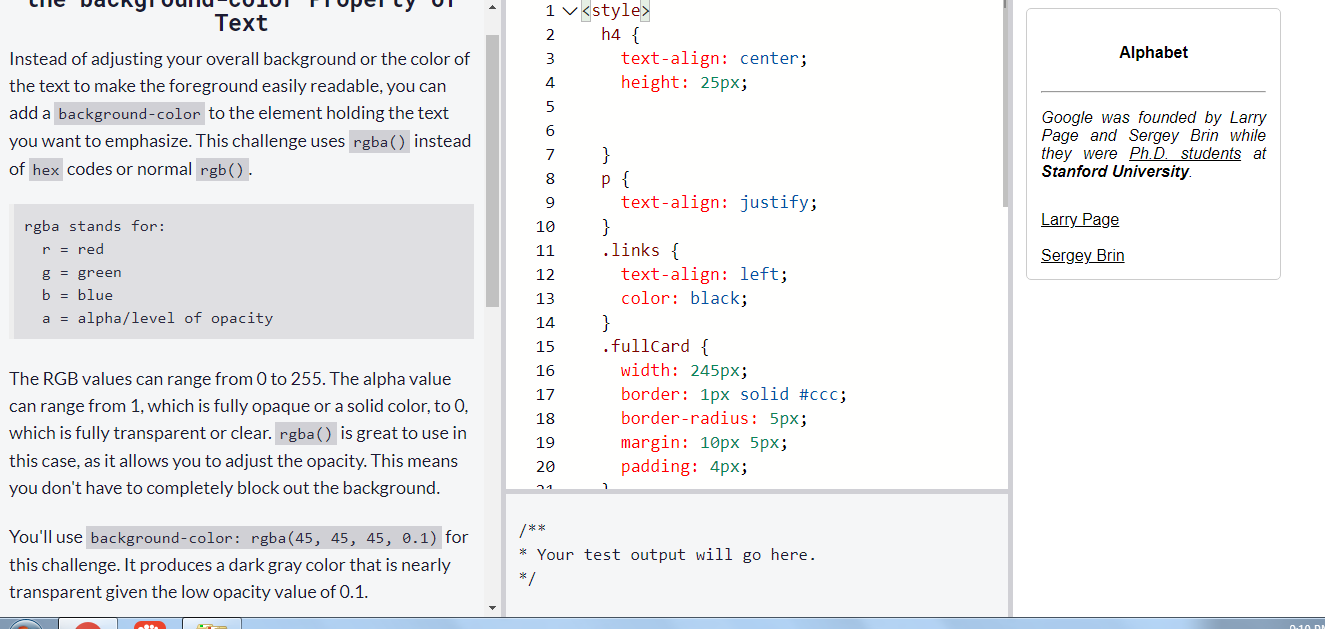 the background-color Property of
Text
Instead of adjusting your overall background or the color of
the text to make the foreground easily readable, you can
add a background-color to the element holding the text
you want to emphasize. This challenge uses rgba() instead
of hex codes or normal rgb().
rgba stands for:
r = red
g = green
b = blue
a = alpha/level of opacity
The RGB values can range from 0 to 255. The alpha value
can range from 1, which is fully opaque or a solid color, to 0,
which is fully transparent or clear. rgba() is great to use in
this case, as it allows you to adjust the opacity. This means
you don't have to completely block out the background.
You'll use background-color: rgba(45, 45, 45, 0.1) for
this challenge. It produces a dark gray color that is nearly
transparent given the low opacity value of 0.1.
1 <style>
2 h4 {
3 text-align: center;
4 height: 25px;
5
6
7 }
8 p {
9 text-align: justify;
10 }
11 .links {
12 text-align: left;
13 color: black;
14 }
15 .fullCard {
16 width: 245px;
17 border: 1px solid #ccc;
18 border-radius: 5px;
19 margin: 10px 5px;
20 padding: 4px;
21 }
/**
* Your test output will go here.
*/
Alphabet
Google was founded by Larry
Page and Sergey Brin while
they were Ph.D. students at
Stanford University.
Larry Page
Sergey Brin